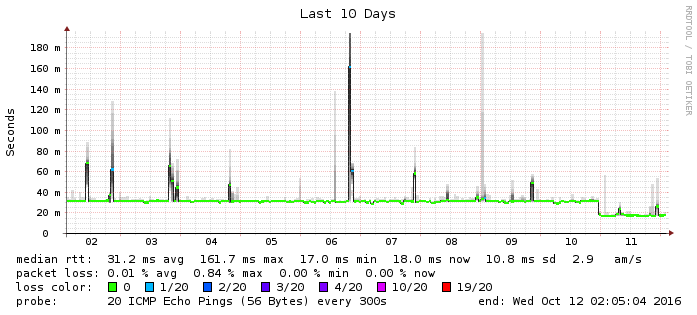 Last 10 Days
RRDTOOL / TOBI OETIKER
Seconds
180 m
160 m
140 m
120 m
100 m
80 m
60 m
40 m
20 m
0
02 03 04 05 06 07 08 09 10 11
median rtt: 31.2 ms avg 161.7 ms max 17.0 ms min 18.0 ms now 10.8 ms sd 2.9 am/s
packet loss: 0.01 % avg 0.84 % max 0.00 % min 0.00 % now
loss color: 0 1/20 2/20 3/20 4/20 10/20 19/20
probe: 20 ICMP Echo Pings (56 Bytes) every 300s end: Wed Oct 12 02:05:04 2016